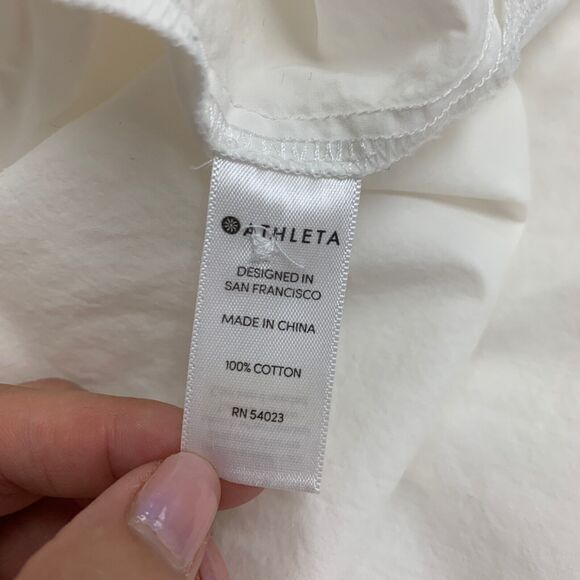 ATHLETA
DESIGNED IN
SAN FRANCISCO
MADE IN CHINA
100% COTTON
RN 54023